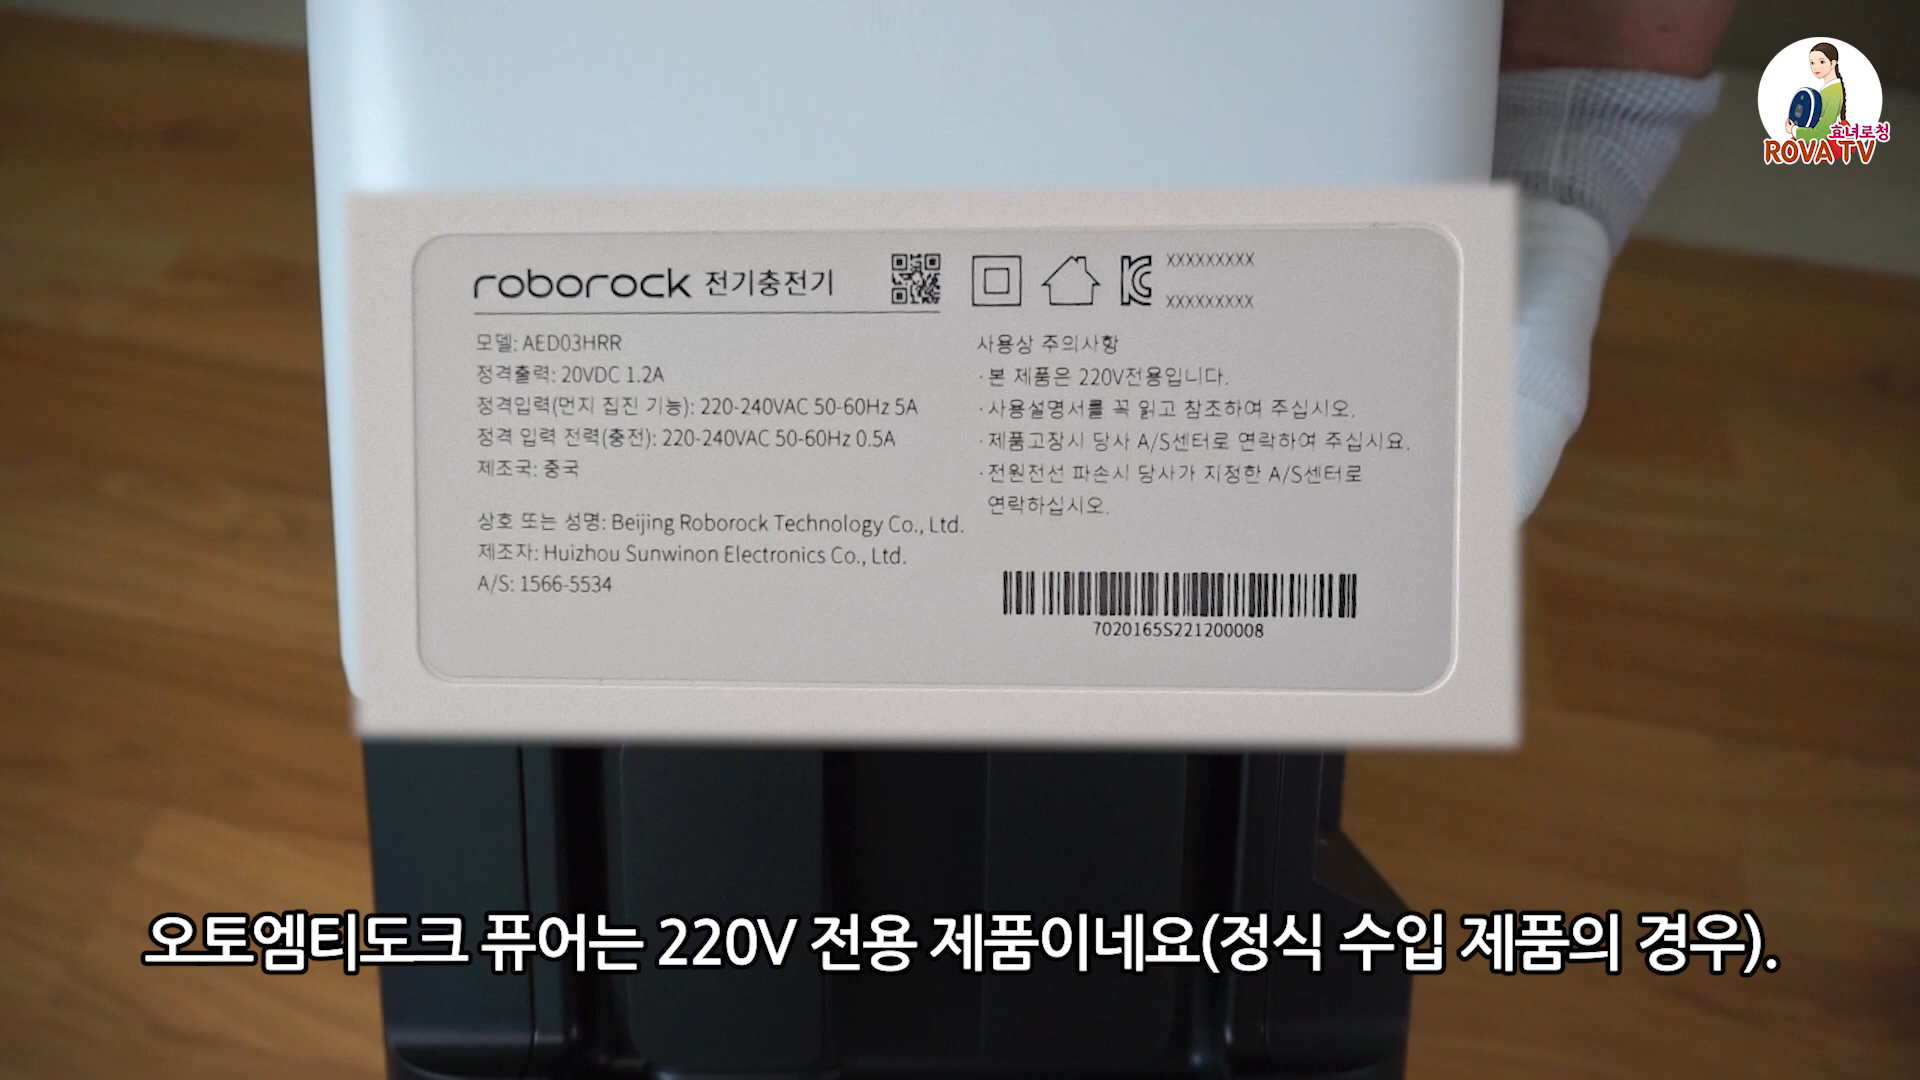 효녀로청
ROVA TV
roborock 전기충전기
XXXXXXXXX
XXXXXXXXX
모델: AED03HRR
정격출력: 20VDC 1.2A
정격입력(먼지 집진 기능): 220-240VAC 50-60Hz 5A
정격 입력 전력(충전): 220-240VAC 50-60Hz 0.5A
제조국: 중국
상호 또는 성명: Beijing Roborock Technology Co., Ltd.
제조자: Huizhou Sunwinon Electronics Co., Ltd.
A/S: 1566-5534
사용상 주의사항
·본 제품은 220V전용입니다.
·사용설명서를 꼭 읽고 참조하여 주십시오.
·제품고장시 당사 A/S센터로 연락하여 주십시요.
·전원전선 파손시 당사가 지정한 A/S센터로
연락하십시오.
7020165S221200008
오토엠티도크 퓨어는 220V 전용 제품이네요(정식 수입 제품의 경우).